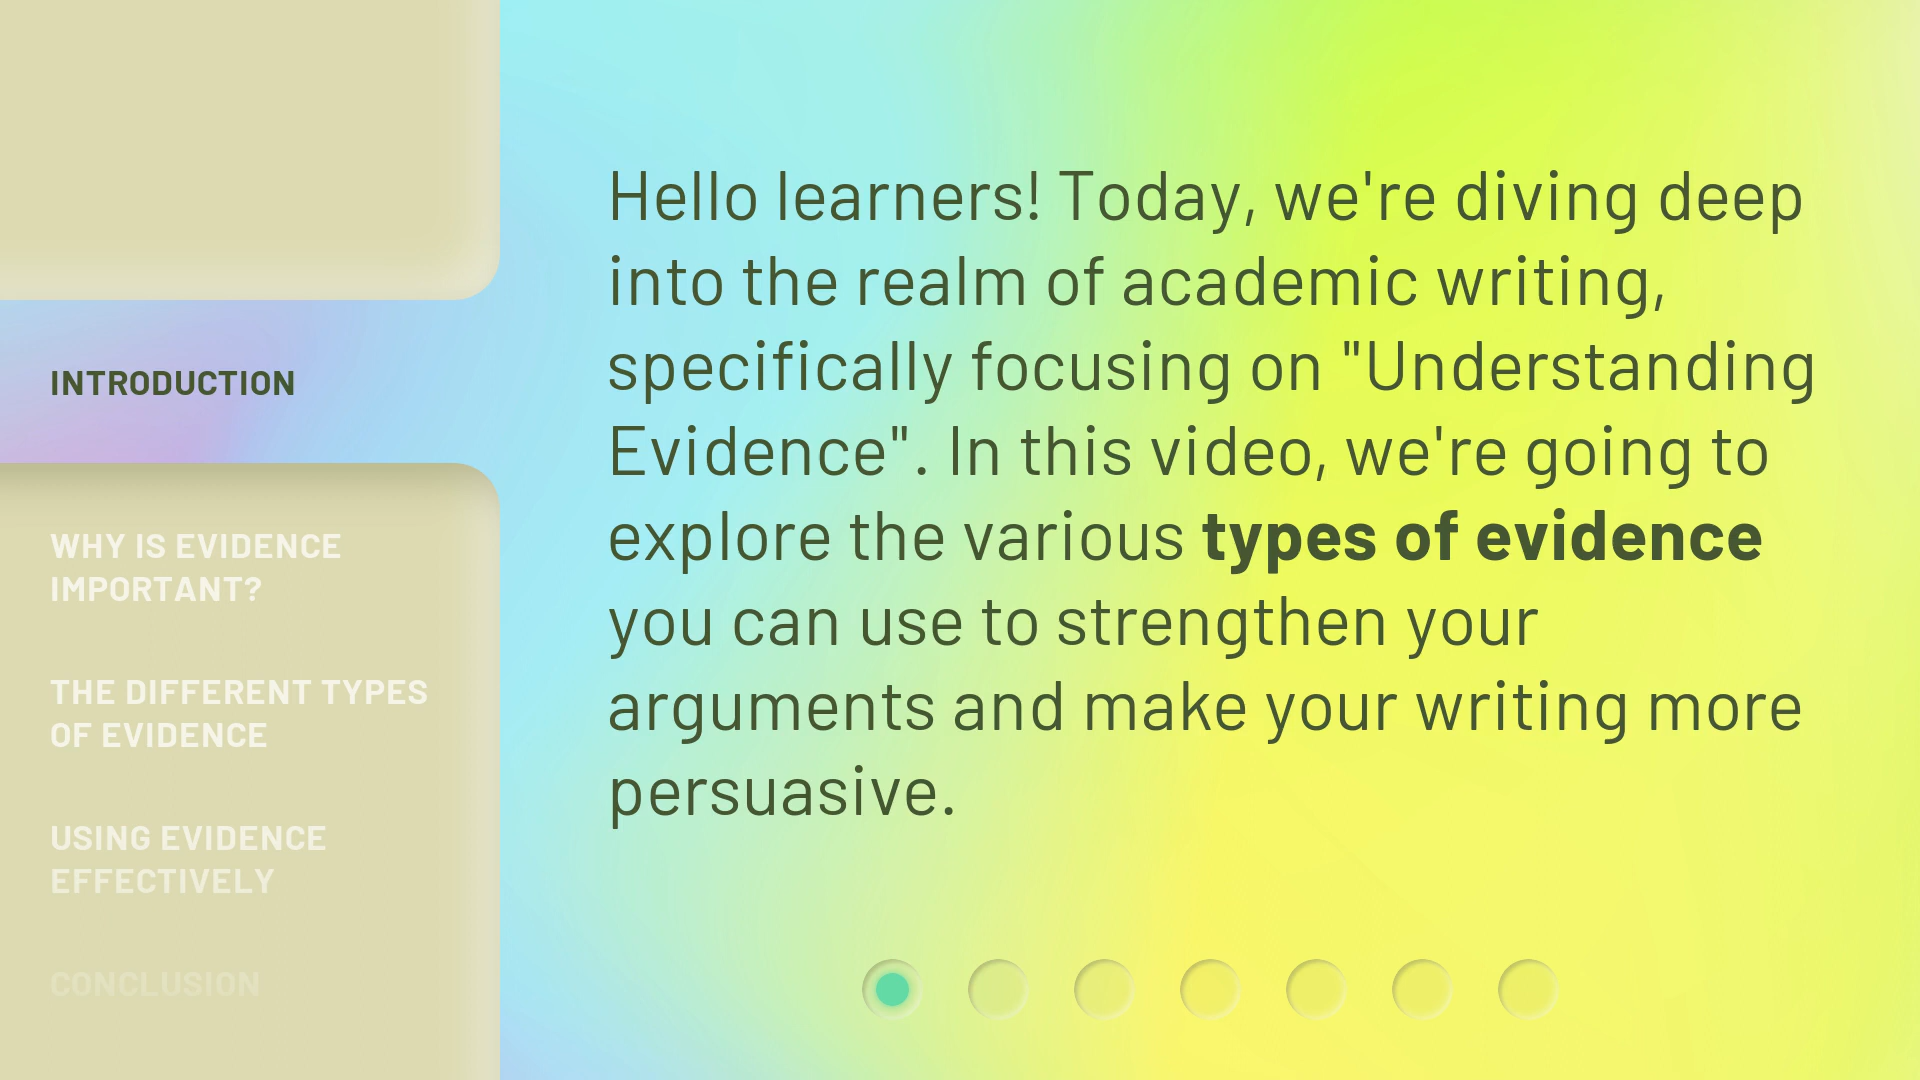 INTRODUCTION
WHY IS EVIDENCE
IMPORTANT?
THE DIFFERENT TYPES
OF EVIDENCE
USING EVIDENCE
EFFECTIVELY
CONCLUSION
Hello learners! Today, we're diving deep
into the realm of academic writing,
specifically focusing on "Understanding
Evidence". In this video, we're going to
explore the various types of evidence
you can use to strengthen your
arguments and make your writing more
persuasive.